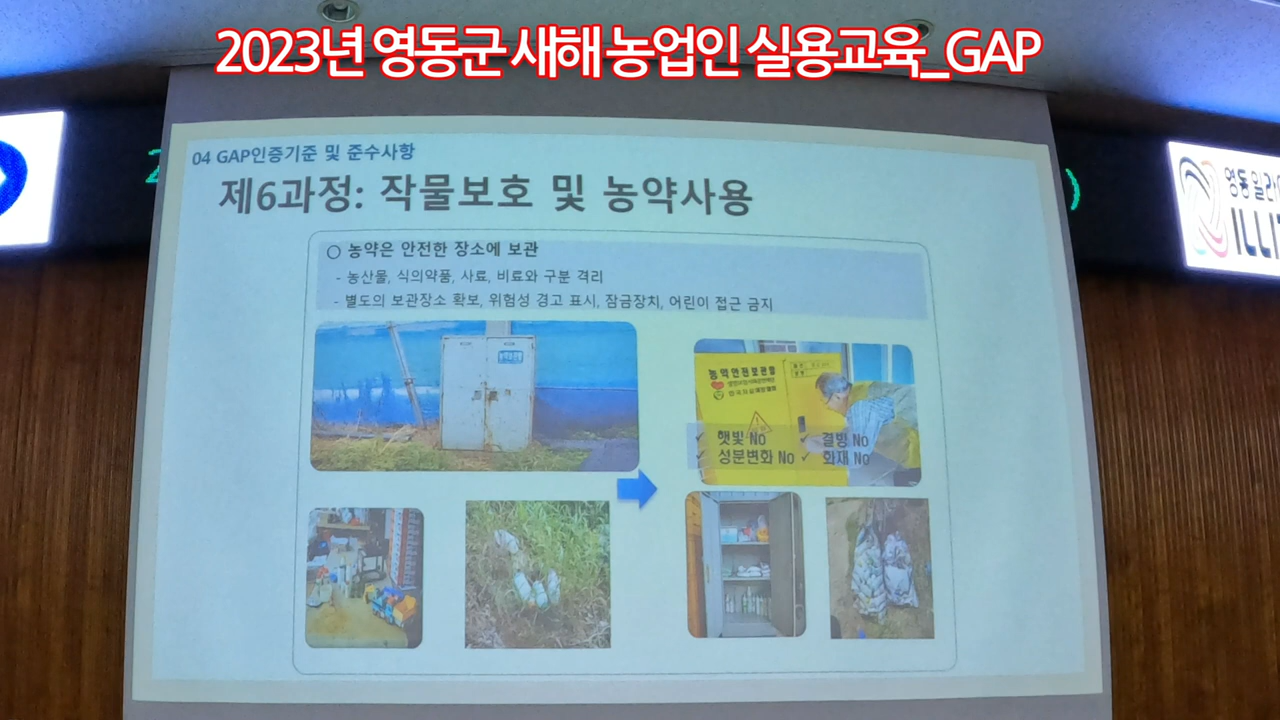 2023년 영동군 새해 농업인 실용교육_GAP
04 GAP인증기준 및 준수사항
제6과정: 작물보호 및 농약사용
○ 농약은 안전한 장소에 보관
- 농산물, 식의약품, 사료, 비료와 구분 격리
- 별도의 보관장소 확보, 위험성 경고 표시, 잠금장치, 어린이 접근 금지
농약안전보관함
✓ 햇빛 No ✓ 결빙 No
✓ 성분변화 No ✓ 화재 No
영동
ILLI